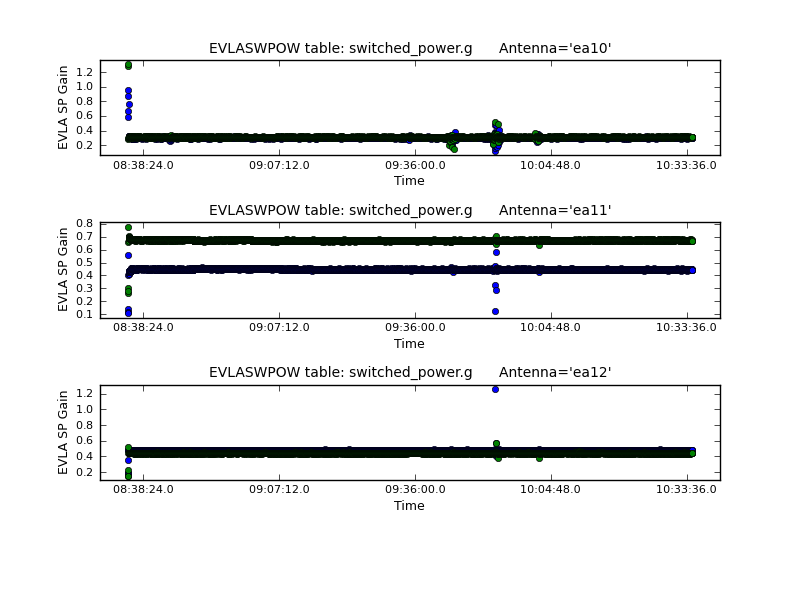 EVLASWPOW table: switched_power.g Antenna='ea10'
EVLA SP Gain
1.2
1.0
0.8
0.6
0.4
0.2
08:38:24.0 09:07:12.0 09:36:00.0 10:04:48.0 10:33:36.0
Time
EVLASWPOW table: switched_power.g Antenna='ea11'
EVLA SP Gain
0.8
0.7
0.6
0.5
0.4
0.3
0.2
0.1
08:38:24.0 09:07:12.0 09:36:00.0 10:04:48.0 10:33:36.0
Time
EVLASWPOW table: switched_power.g Antenna='ea12'
EVLA SP Gain
1.2
1.0
0.8
0.6
0.4
0.2
08:38:24.0 09:07:12.0 09:36:00.0 10:04:48.0 10:33:36.0
Time